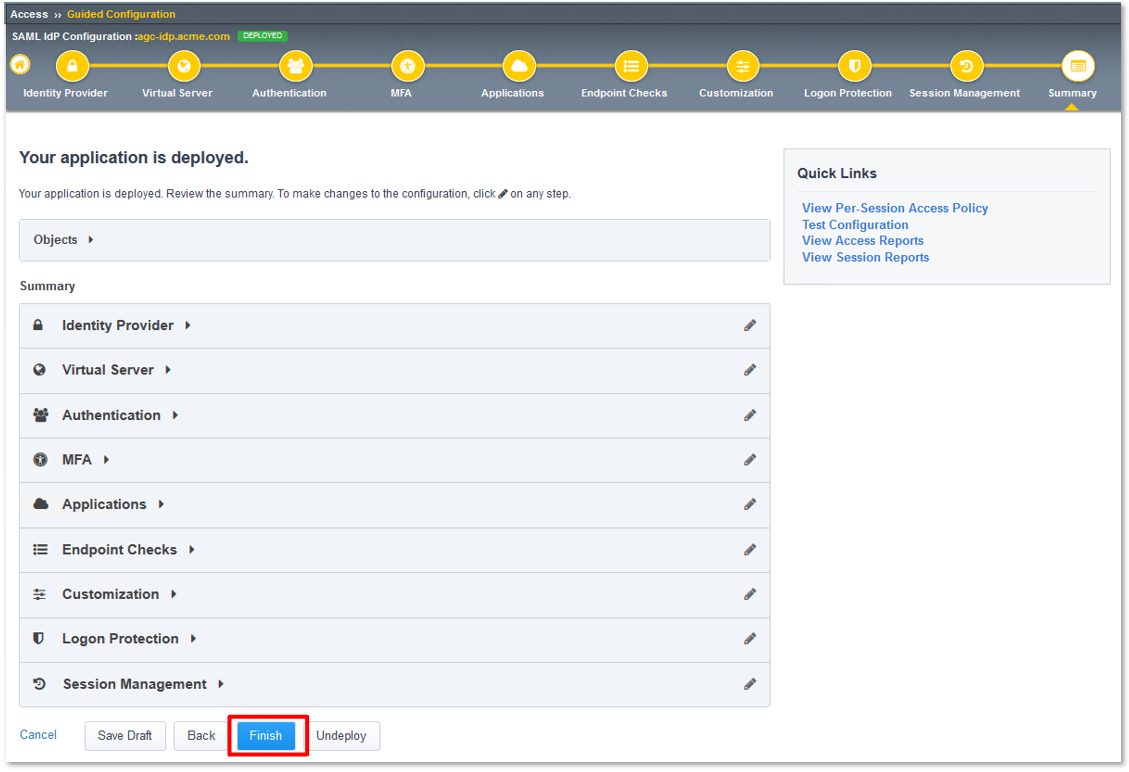 Access ›› Guided Configuration
SAML IdP Configuration :agc-idp.acme.com DEPLOYED
Identity Provider Virtual Server Authentication MFA Applications Endpoint Checks Customization Logon Protection Session Management Summary
Your application is deployed.
Your application is deployed. Review the summary. To make changes to the configuration, click on any step.
Objects
Summary
Identity Provider
Virtual Server
Authentication
MFA
Applications
Endpoint Checks
Customization
Logon Protection
Session Management
Cancel Save Draft Back Finish Undeploy
Quick Links
View Per-Session Access Policy
Test Configuration
View Access Reports
View Session Reports